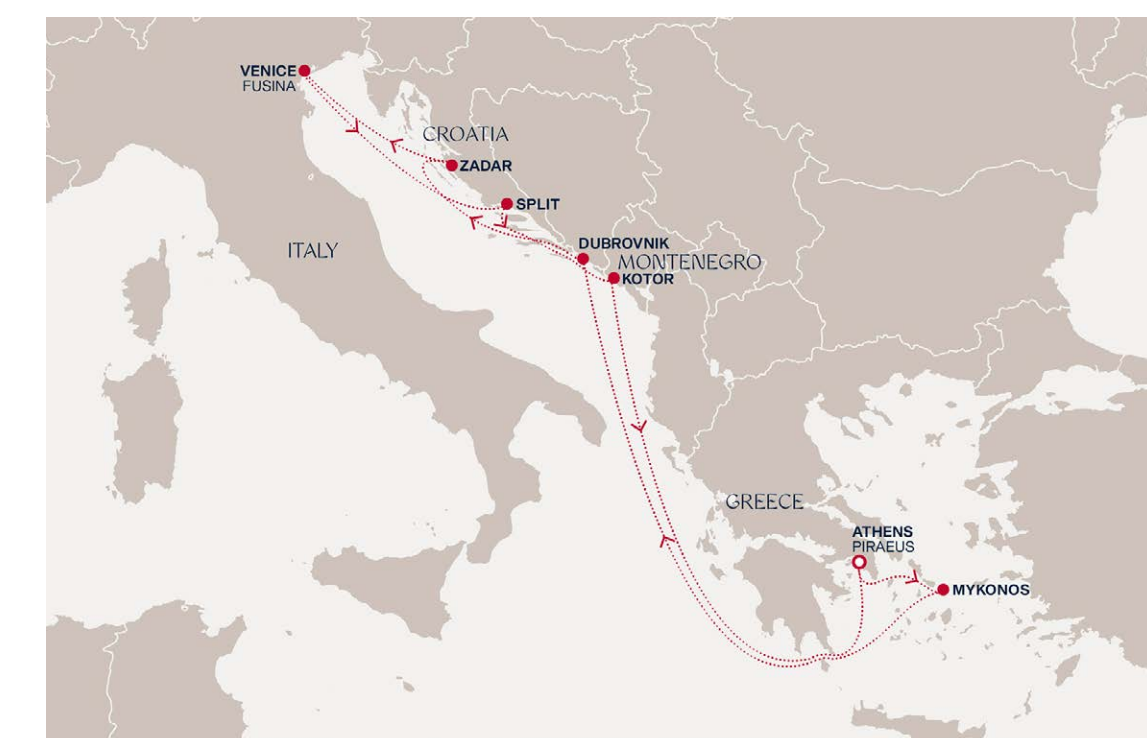 VENICE
FUSINA
CROATIA
ZADAR
SPLIT
ITALY
DUBROVNIK
MONTENEGRO
KOTOR
GREECE
ATHENS
PIRAEUS
MYKONOS